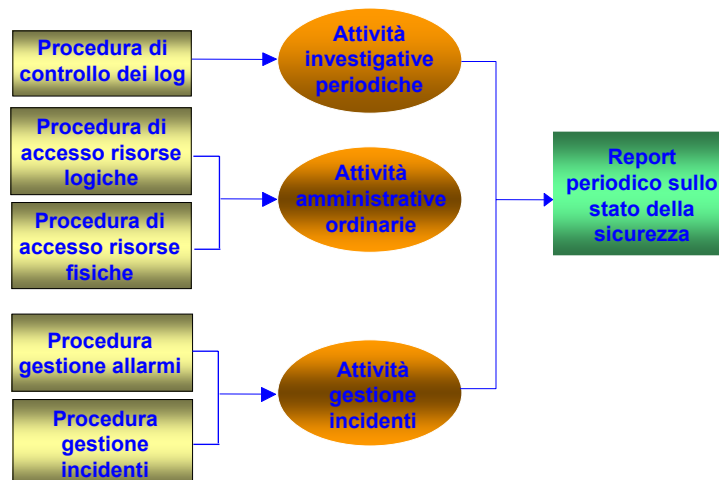 Procedura di
controllo dei log
Attività
investigative
periodiche
Procedura di
accesso risorse
logiche
Procedura di
accesso risorse
fisiche
Attività
amministrative
ordinarie
Report
periodico sullo
stato della
sicurezza
Procedura
gestione allarmi
Procedura
gestione
incidenti
Attività
gestione
incidenti